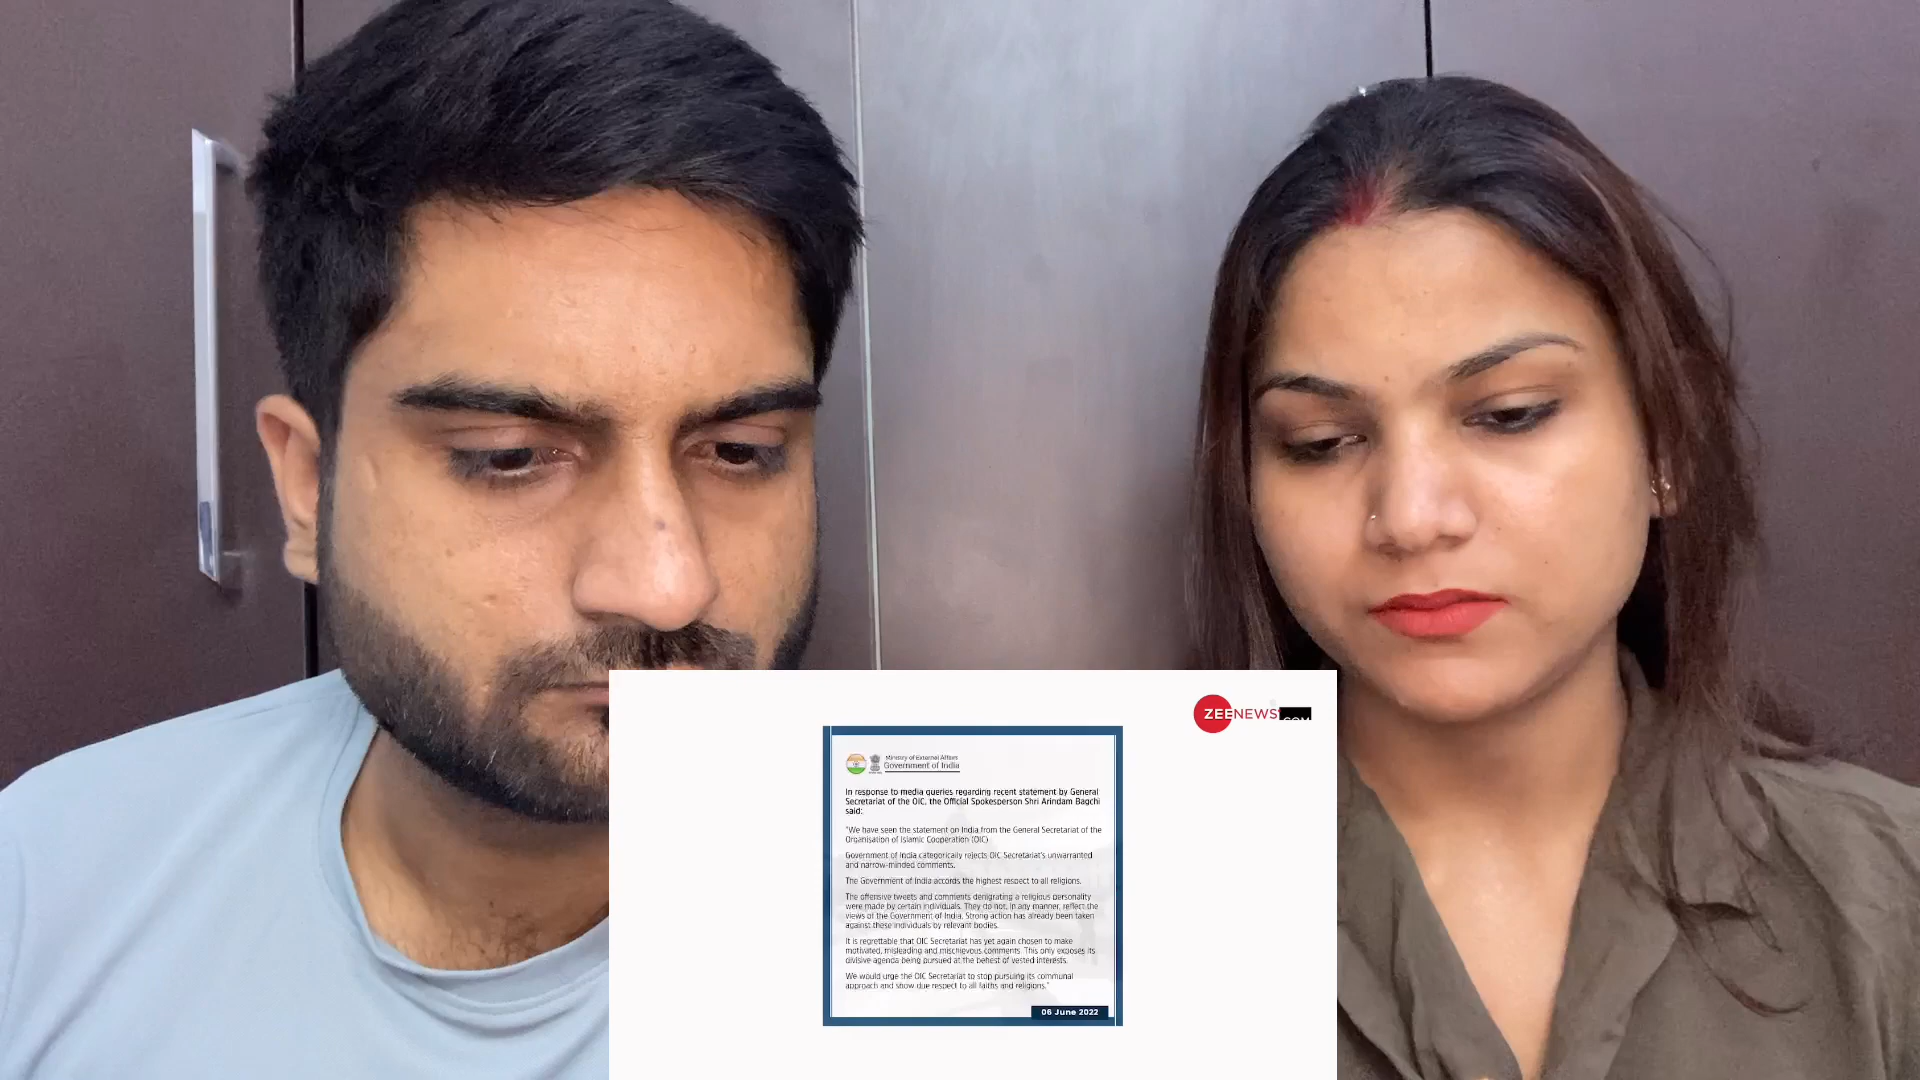 ZEENEWS
.COM
Ministry of External Affairs
Government of India
In response to media queries regarding recent statement by General
Secretariat of the OIC, the Official Spokesperson Shri Arindam Bagchi
said:
"We have seen the statement on India from the General Secretariat of the
Organisation of Islamic Cooperation (OIC)
Government of India categorically rejects OIC Secretariat's unwarranted
and narrow-minded comments.
The Government of India accords the highest respect to all religions.
The offensive tweets and comments denigrating a religious personality
were made by certain individuals. They do not, in any manner, reflect the
views of the Government of India. Strong action has already been taken
against these individuals by relevant bodies.
It is regrettable that OIC Secretariat has yet again chosen to make
motivated, misleading and mischievous comments. This only exposes its
divisive agenda being pursued at the behest of vested interests.
We would urge the OIC Secretariat to stop pursuing its communal
approach and show due respect to all faiths and religions."
06 June 2022